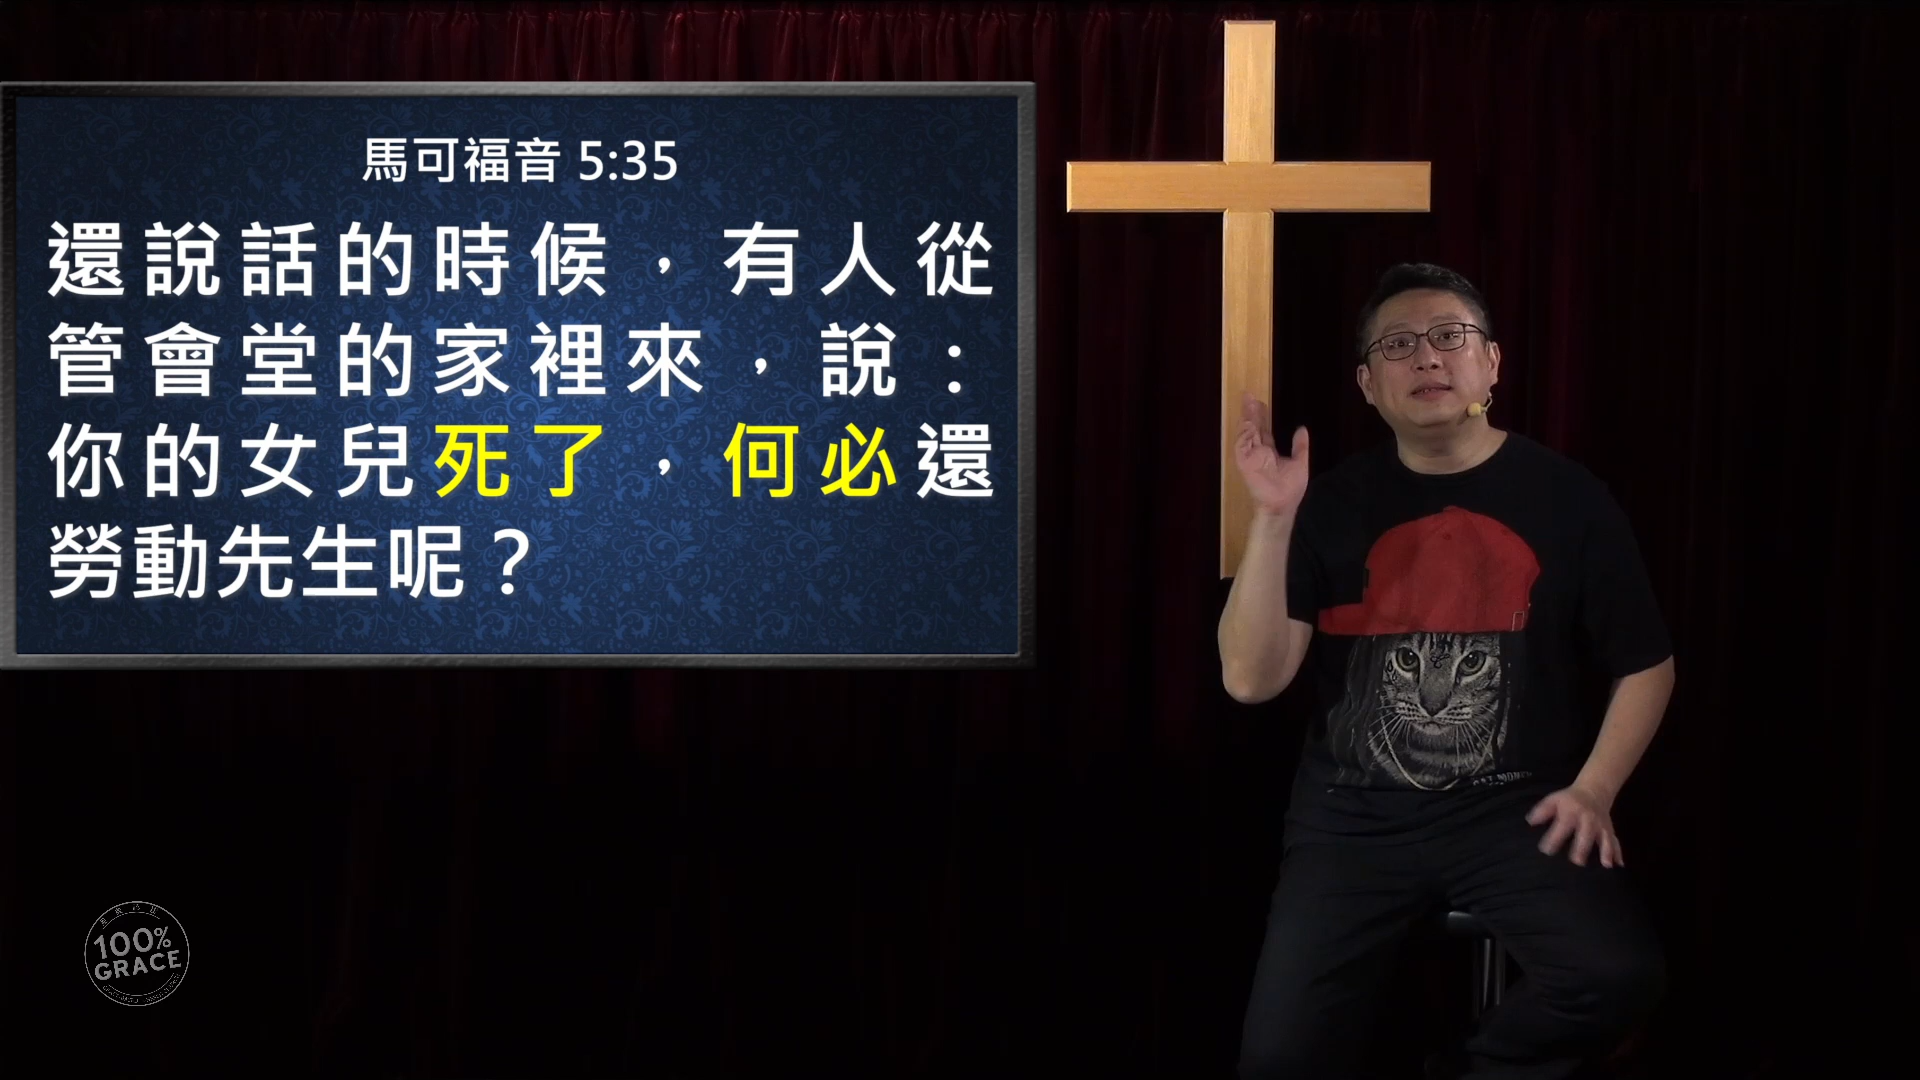 馬可福音 5:35
還說話的時候，有人從
管會堂的家裡來，說：
你的女兒死了，何必還
勞動先生呢？
100%
GRACE